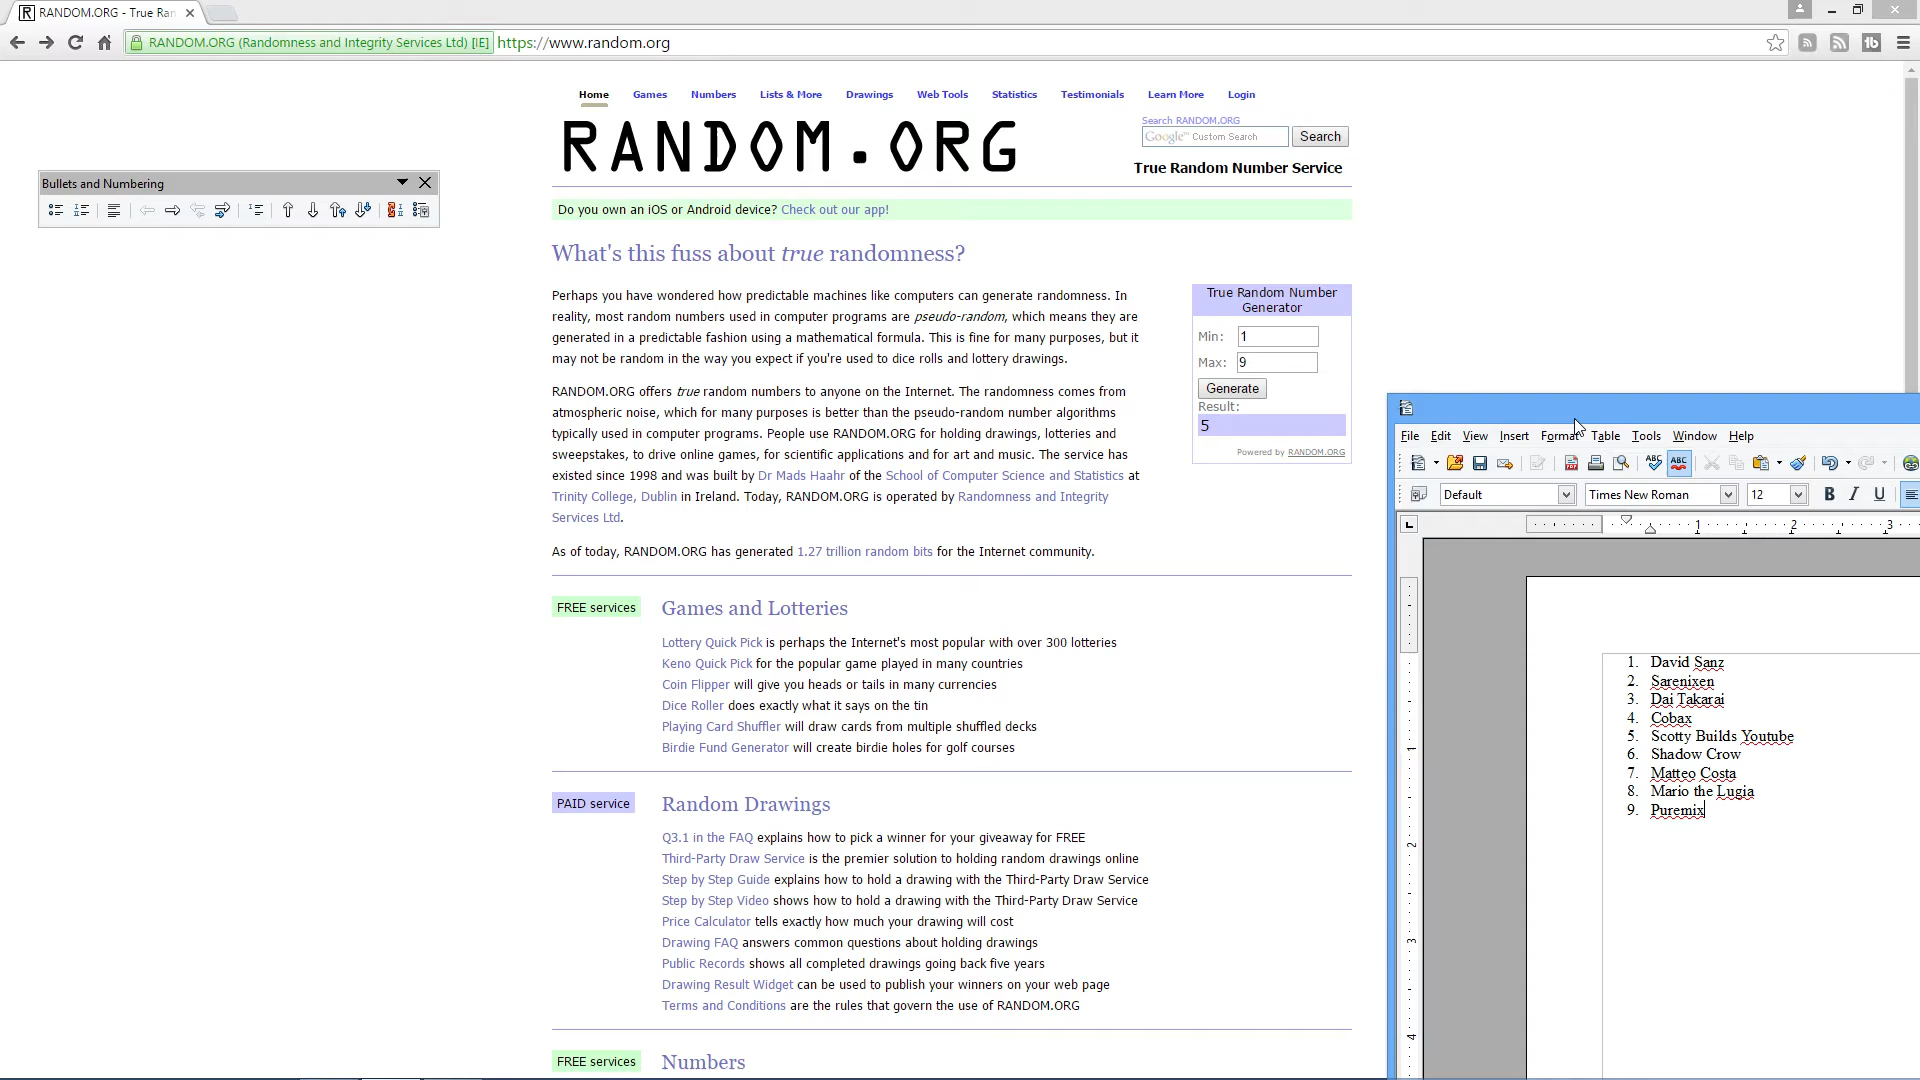 RANDOM.ORG - True Ran
RANDOM.ORG (Randomness and Integrity Services Ltd) [IE] https://www.random.org
Home Games Numbers Lists & More Drawings Web Tools Statistics Testimonials Learn More Login
RANDOM.ORG
Search RANDOM.ORG
Google™ Custom Search Search
True Random Number Service
Bullets and Numbering
Do you own an iOS or Android device? Check out our app!
What's this fuss about true randomness?
Perhaps you have wondered how predictable machines like computers can generate randomness. In
reality, most random numbers used in computer programs are pseudo-random, which means they are
generated in a predictable fashion using a mathematical formula. This is fine for many purposes, but it
may not be random in the way you expect if you're used to dice rolls and lottery drawings.
RANDOM.ORG offers true random numbers to anyone on the Internet. The randomness comes from
atmospheric noise, which for many purposes is better than the pseudo-random number algorithms
typically used in computer programs. People use RANDOM.ORG for holding drawings, lotteries and
sweepstakes, to drive online games, for scientific applications and for art and music. The service has
existed since 1998 and was built by Dr Mads Haahr of the School of Computer Science and Statistics at
Trinity College, Dublin in Ireland. Today, RANDOM.ORG is operated by Randomness and Integrity
Services Ltd.
As of today, RANDOM.ORG has generated 1.27 trillion random bits for the Internet community.
True Random Number
Generator
Min: 1
Max: 9
Generate
Result:
5
Powered by RANDOM.ORG
FREE services Games and Lotteries
Lottery Quick Pick is perhaps the Internet's most popular with over 300 lotteries
Keno Quick Pick for the popular game played in many countries
Coin Flipper will give you heads or tails in many currencies
Dice Roller does exactly what it says on the tin
Playing Card Shuffler will draw cards from multiple shuffled decks
Birdie Fund Generator will create birdie holes for golf courses
PAID service Random Drawings
Q3.1 in the FAQ explains how to pick a winner for your giveaway for FREE
Third-Party Draw Service is the premier solution to holding random drawings online
Step by Step Guide explains how to hold a drawing with the Third-Party Draw Service
Step by Step Video shows how to hold a drawing with the Third-Party Draw Service
Price Calculator tells exactly how much your drawing will cost
Drawing FAQ answers common questions about holding drawings
Public Records shows all completed drawings going back five years
Drawing Result Widget can be used to publish your winners on your web page
Terms and Conditions are the rules that govern the use of RANDOM.ORG
FREE services Numbers
File Edit View Insert Format Table Tools Window Help
ABC ABC
Default Times New Roman 12 B I U
1 2 3
1. David Sanz
2. Sarenixen
3. Dai Takarai
4. Cobax
5. Scotty Builds Youtube
6. Shadow Crow
7. Matteo Costa
8. Mario the Lugia
9. Puremix
1
2
3
4